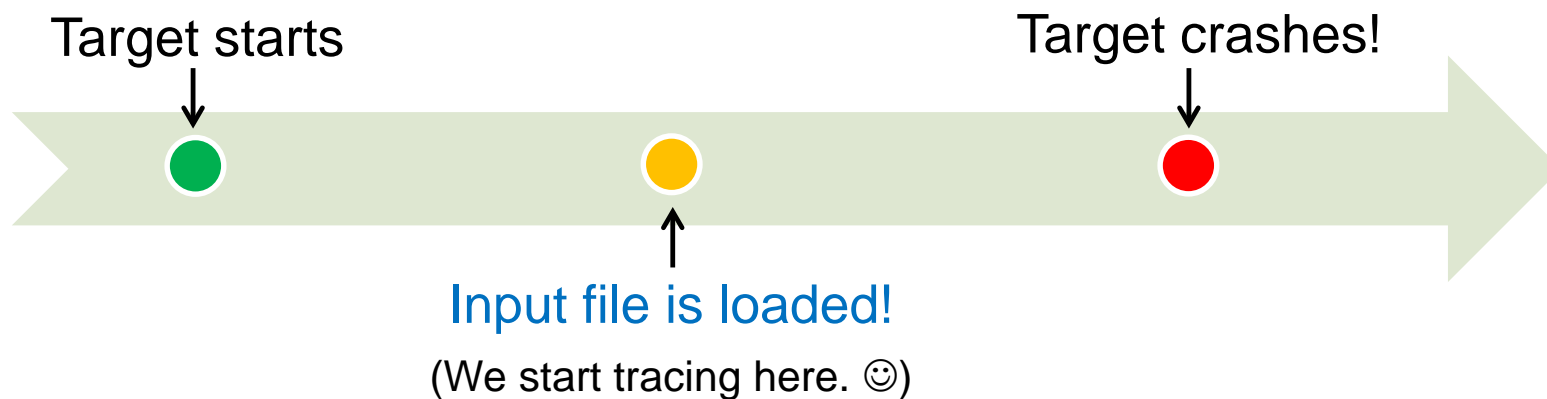 Target starts
Target crashes!
Input file is loaded!
(We start tracing here. ☺)